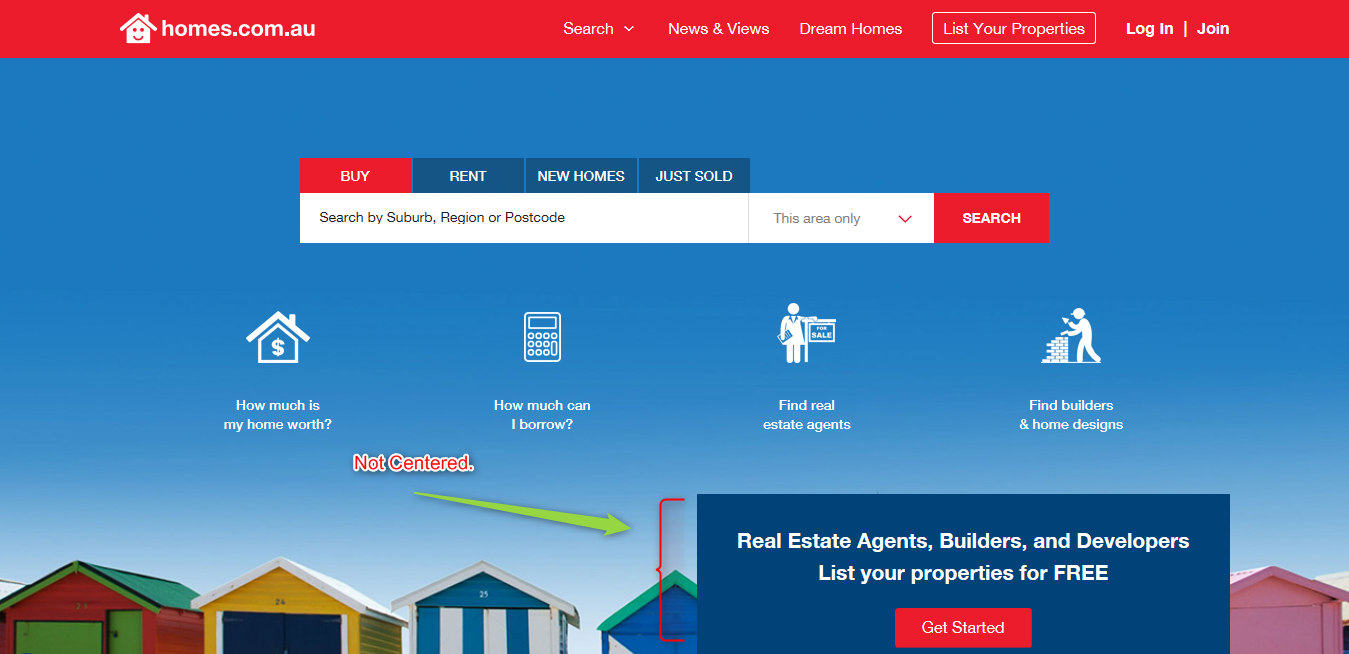 homes.com.au
Search
News & Views
Dream Homes
List Your Properties
Log In | Join
BUY
RENT
NEW HOMES
JUST SOLD
Search by Suburb, Region or Postcode
This area only
SEARCH
$
FOR
SALE
How much is
my home worth?
How much can
I borrow?
Find real
estate agents
Find builders
& home designs
Not Centered.
Real Estate Agents, Builders, and Developers
List your properties for FREE
Get Started
23
24
25